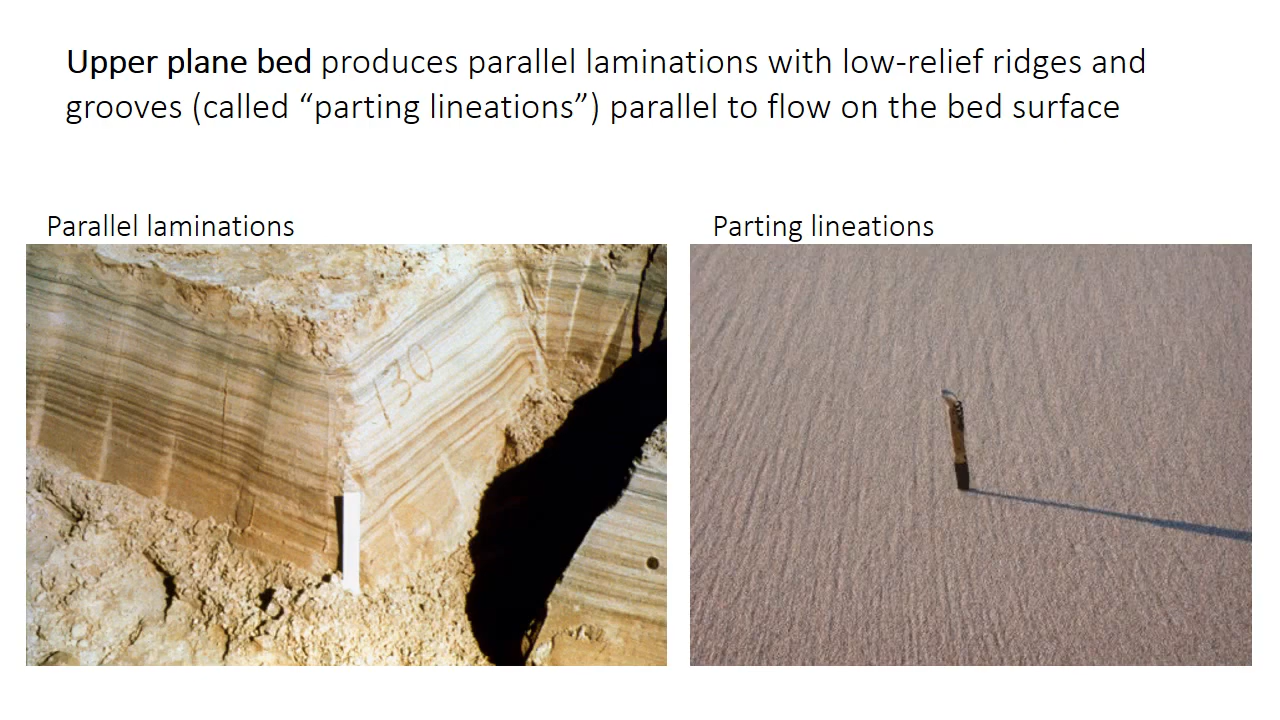 Upper plane bed produces parallel laminations with low-relief ridges and
grooves (called “parting lineations”) parallel to flow on the bed surface
Parallel laminations
Parting lineations
130